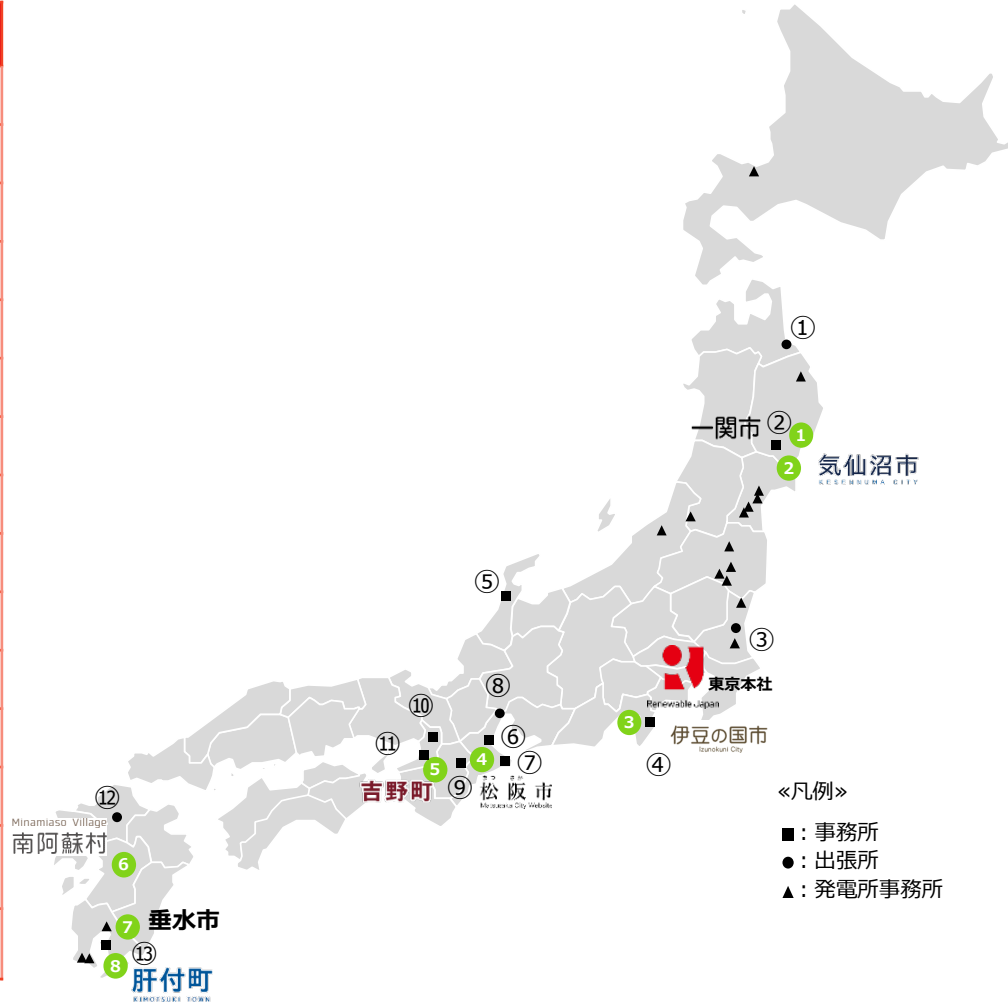 ①
②
一関市
1
2
気仙沼市
KESENNUMA CITY
⑤
③
東京本社
Renewable Japan
3
伊豆の国市
Izunokuni City
④
⑧
⑩
⑥
⑪
⑦
4
5
⑨
吉野町
まつ さか
松阪市
Matsusaka City Website
⑫
Minamiaso Village
南阿蘇村
6
7
垂水市
⑬
8
肝付町
KIMOTSUKI TOWN
≪凡例≫
■：事務所
●：出張所
▲：発電所事務所